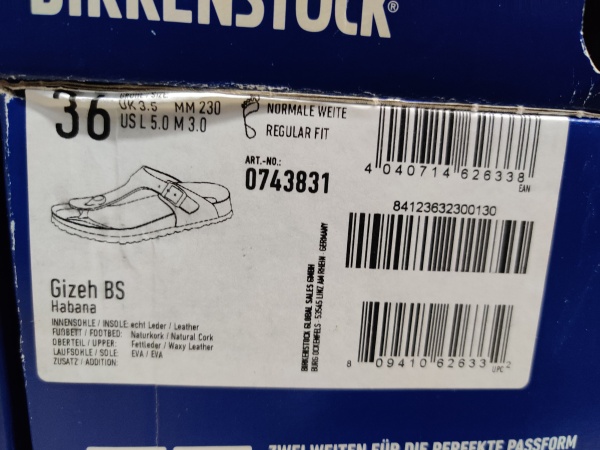 BIRKENSTOCK®
36
UK 3.5 MM 230
US L 5.0 M 3.0
NORMALE WEITE
REGULAR FIT
ART.-NO.:
0743831
4 040714 626338
EAN
84123632300130
Gizeh BS
Habana
INNENSOHLE / INSOLE: echt Leder / Leather
FUßBETT / FOOTBED: Naturkork / Natural Cork
OBERTEIL / UPPER: Fettleder / Waxy Leather
LAUFSOHLE / SOLE: EVA / EVA
ZUSATZ / ADDITION:
BIRKENSTOCK GLOBAL SALES GMBH
BURG OCKENFELS · 53545 LINZ AM RHEIN · GERMANY
8 09410 62633 2
UPC
ZWEI WEITEN FÜR DIE PERFEKTE PASSFORM